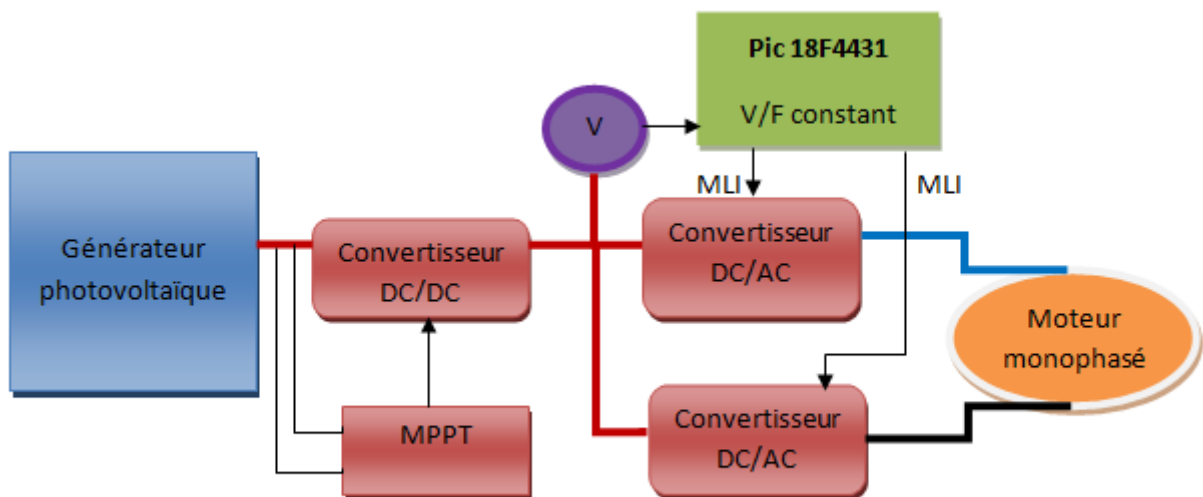 Pic 18F4431
V/F constant
V
MLI
MLI
Générateur
photovoltaïque
Convertisseur
DC/DC
Convertisseur
DC/AC
Moteur
monophasé
MPPT
Convertisseur
DC/AC